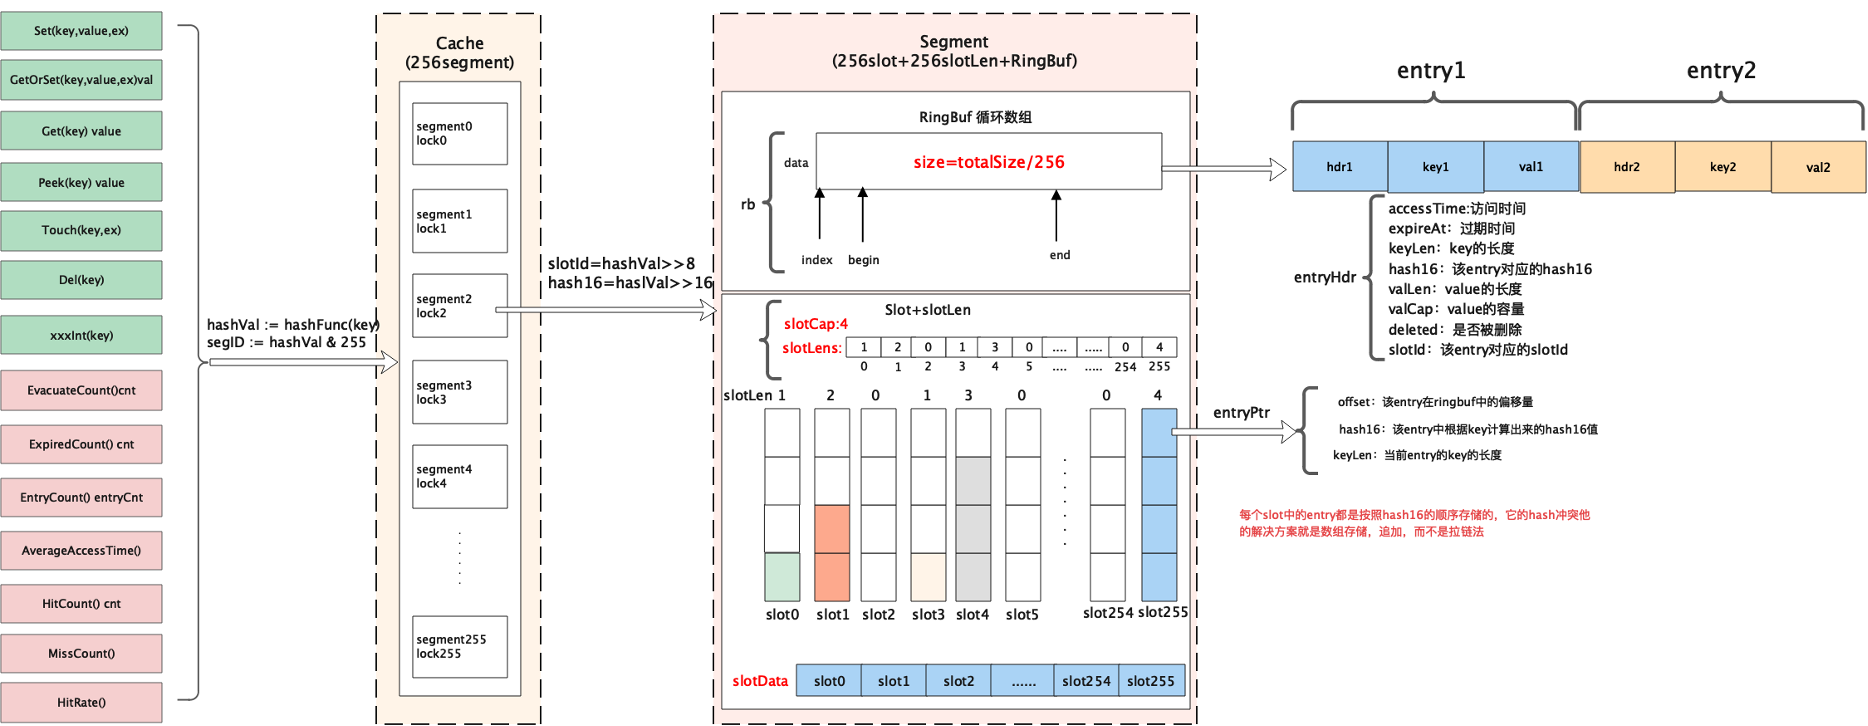 Set(key,value,ex)
GetOrSet(key,value,ex)val
Get(key) value
Peek(key) value
Touch(key,ex)
Del(key)
xxxInt(key)
EvacuateCount()cnt
ExpiredCount() cnt
EntryCount() entryCnt
AverageAccessTime()
HitCount() cnt
MissCount()
HitRate()
hashVal := hashFunc(key)
segID := hashVal & 255
Cache
(256segment)
segment0
lock0
segment1
lock1
segment2
lock2
segment3
lock3
segment4
lock4
segment255
lock255
slotId=hashVal>>8
hash16=haslVal>>16
Segment
(256slot+256slotLen+RingBuf)
RingBuf 循环数组
rb
data
size=totalSize/256
index
begin
end
Slot+slotLen
slotCap:4
slotLens:
1 2 0 1 3 0 .... ..... 0 4
0 1 2 3 4 5 .... ..... 254 255
slotLen 1 2 0 1 3 0 0 4
slot0 slot1 slot2 slot3 slot4 slot5 slot254 slot255
slotData
slot0 slot1 slot2 ...... slot254 slot255
entry1
entry2
hdr1 key1 val1 hdr2 key2 val2
entryHdr
accessTime:访问时间
expireAt：过期时间
keyLen：key的长度
hash16：该entry对应的hash16
valLen：value的长度
valCap：value的容量
deleted：是否被删除
slotId：该entry对应的slotId
entryPtr
offset：该entry在ringbuf中的偏移量
hash16：该entry中根据key计算出来的hash16值
keyLen：当前entry的key的长度
每个slot中的entry都是按照hash16的顺序存储的，它的hash冲突他
的解决方案就是数组存储，追加，而不是拉链法